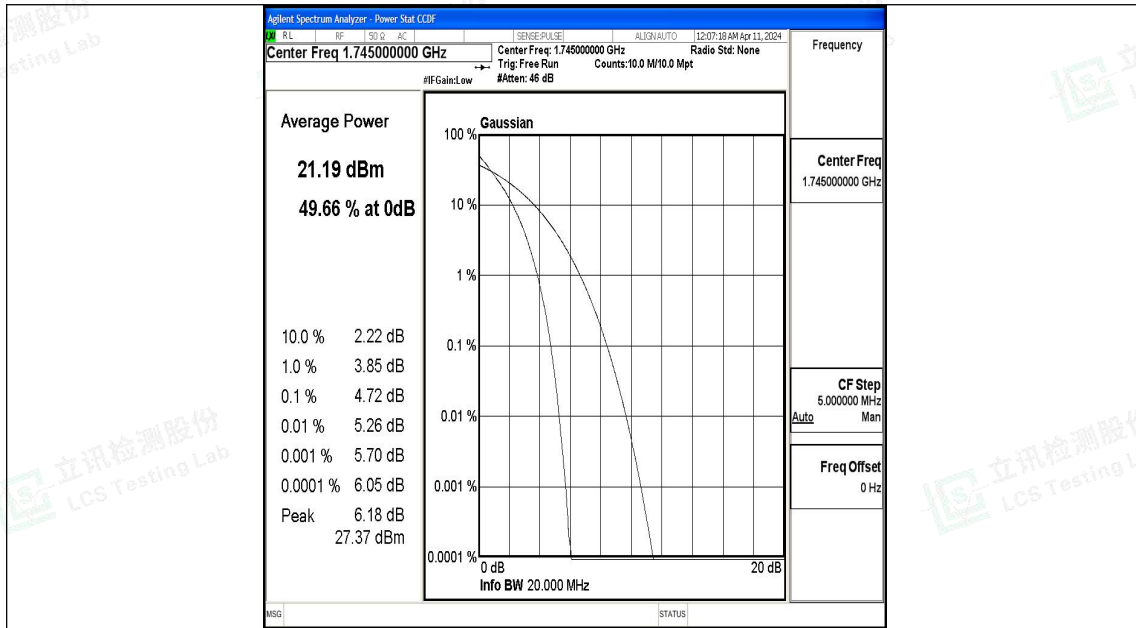 Agilent Spectrum Analyzer - Power Stat CCDF
RL RF 50 Ω AC SENSE:PULSE ALIGNAUTO 12:07:18 AM Apr 11, 2024
Center Freq 1.745000000 GHz
Center Freq: 1.745000000 GHz Radio Std: None
Trig: Free Run Counts:10.0 M/10.0 Mpt
#IFGain:Low #Atten: 46 dB
Frequency
Average Power
21.19 dBm
49.66 % at 0dB
10.0 % 2.22 dB
1.0 % 3.85 dB
0.1 % 4.72 dB
0.01 % 5.26 dB
0.001 % 5.70 dB
0.0001 % 6.05 dB
Peak 6.18 dB
27.37 dBm
Gaussian
100 %
10 %
1 %
0.1 %
0.01 %
0.001 %
0.0001 %
0 dB 20 dB
Info BW 20.000 MHz
Center Freq
1.745000000 GHz
CF Step
5.000000 MHz
Auto Man
Freq Offset
0 Hz
MSG STATUS
立讯检测股份
LCS Testing Lab
立讯检测股份
LCS Testing L